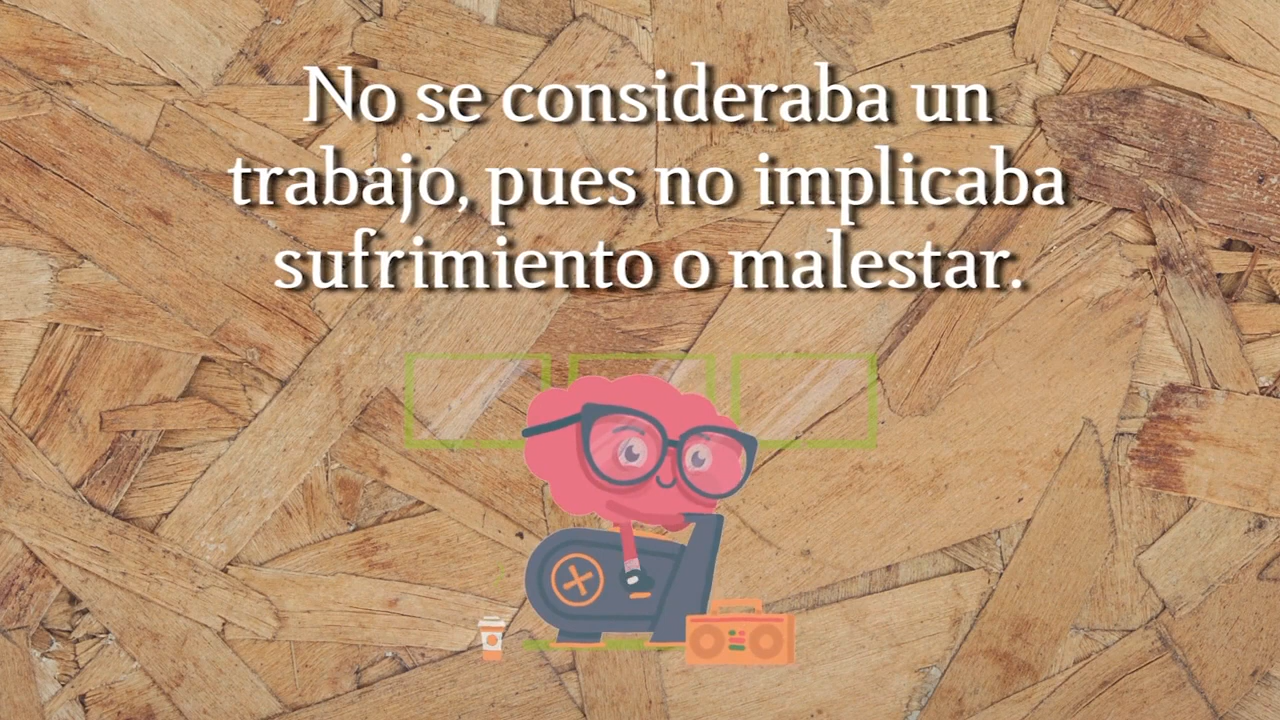 No se consideraba un
trabajo, pues no implicaba
sufrimiento o malestar.